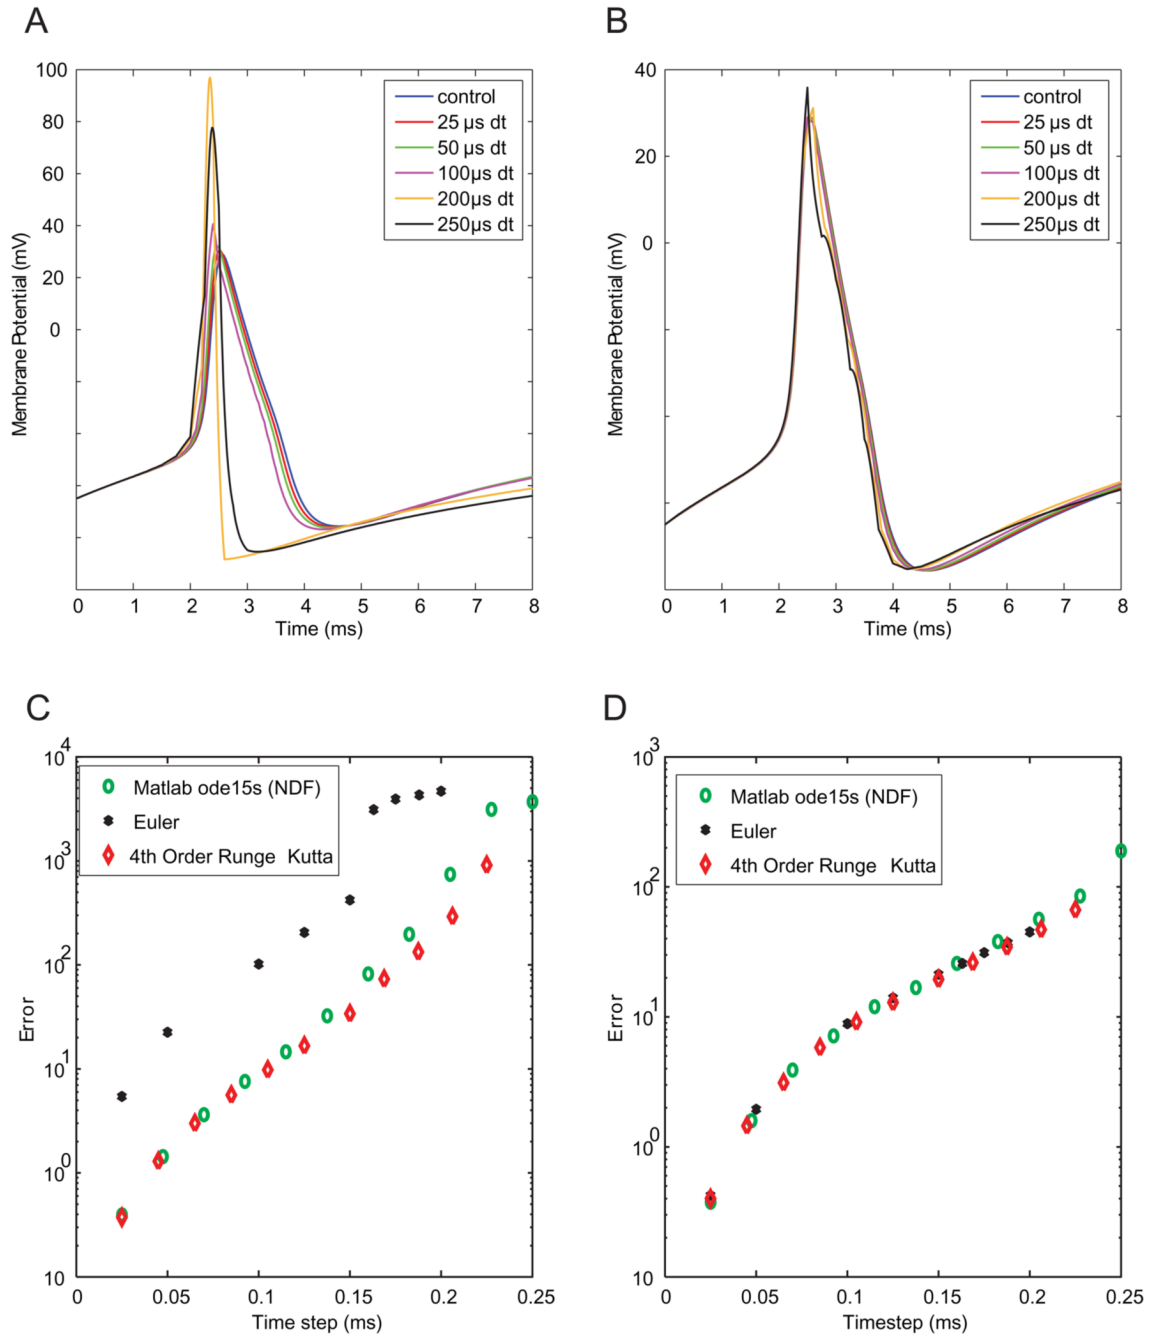 A
100
80
60
40
20
0
Membrane Potential (mV)
control
25 µs dt
50 µs dt
100µs dt
200µs dt
250µs dt
0 1 2 3 4 5 6 7 8
Time (ms)
B
40
20
0
Membrane Potential (mV)
control
25 µs dt
50 µs dt
100µs dt
200µs dt
250µs dt
0 1 2 3 4 5 6 7 8
Time (ms)
C
10^4
10^3
10^2
10^1
10^0
10
Error
Matlab ode15s (NDF)
Euler
4th Order Runge Kutta
0 0.05 0.1 0.15 0.2 0.25
Time step (ms)
D
10^3
10^2
10^1
10^0
10
Error
Matlab ode15s (NDF)
Euler
4th Order Runge Kutta
0 0.05 0.1 0.15 0.2 0.25
Timestep (ms)